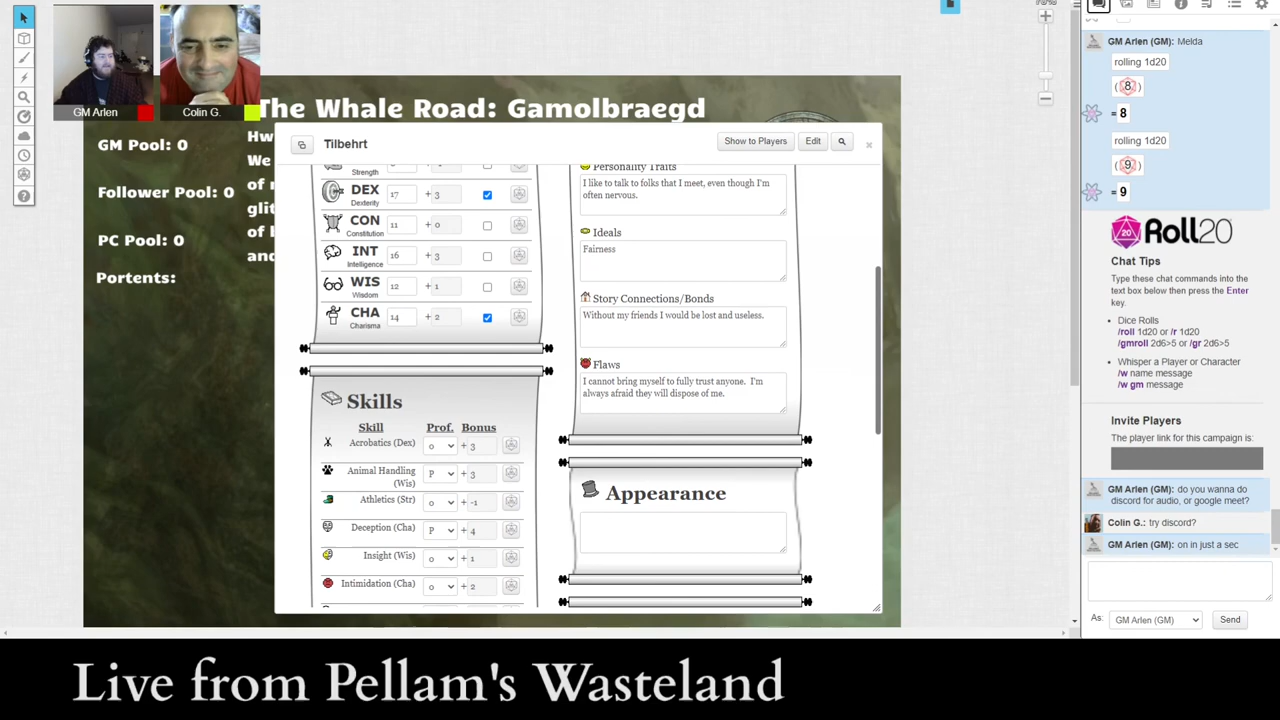 GM Arlen
Colin G.
The Whale Road: Gamolbraegd
GM Pool: 0
Follower Pool: 0
PC Pool: 0
Portents:
We
of
glit
of h
and
Tilbehrt
Show to Players
Edit
Strength
DEX
Dexterity
17
+ 3
CON
Constitution
11
+ 0
INT
Intelligence
16
+ 3
WIS
Wisdom
12
+ 1
CHA
Charisma
14
+ 2
Skills
Skill Prof. Bonus
Acrobatics (Dex) 0 + 3
Animal Handling
(Wis)
P + 3
Athletics (Str) 0 + -1
Deception (Cha) P + 4
Insight (Wis) 0 + 1
Intimidation (Cha) 0 + 2
Personality Traits
I like to talk to folks that I meet, even though I'm
often nervous.
Ideals
Fairness
Story Connections/Bonds
Without my friends I would be lost and useless.
Flaws
I cannot bring myself to fully trust anyone. I'm
always afraid they will dispose of me.
Appearance
GM Arlen (GM): Melda
rolling 1d20
(8)
= 8
rolling 1d20
(9)
= 9
Roll20
Chat Tips
Type these chat commands into the
text box below then press the Enter
key.
• Dice Rolls
/roll 1d20 or /r 1d20
/gmroll 2d6>5 or /gr 2d6>5
• Whisper a Player or Character
/w name message
/w gm message
Invite Players
The player link for this campaign is:
GM Arlen (GM): do you wanna do
discord for audio, or google meet?
Colin G.: try discord?
GM Arlen (GM): on in just a sec
As: GM Arlen (GM) Send
Live from Pellam's Wasteland